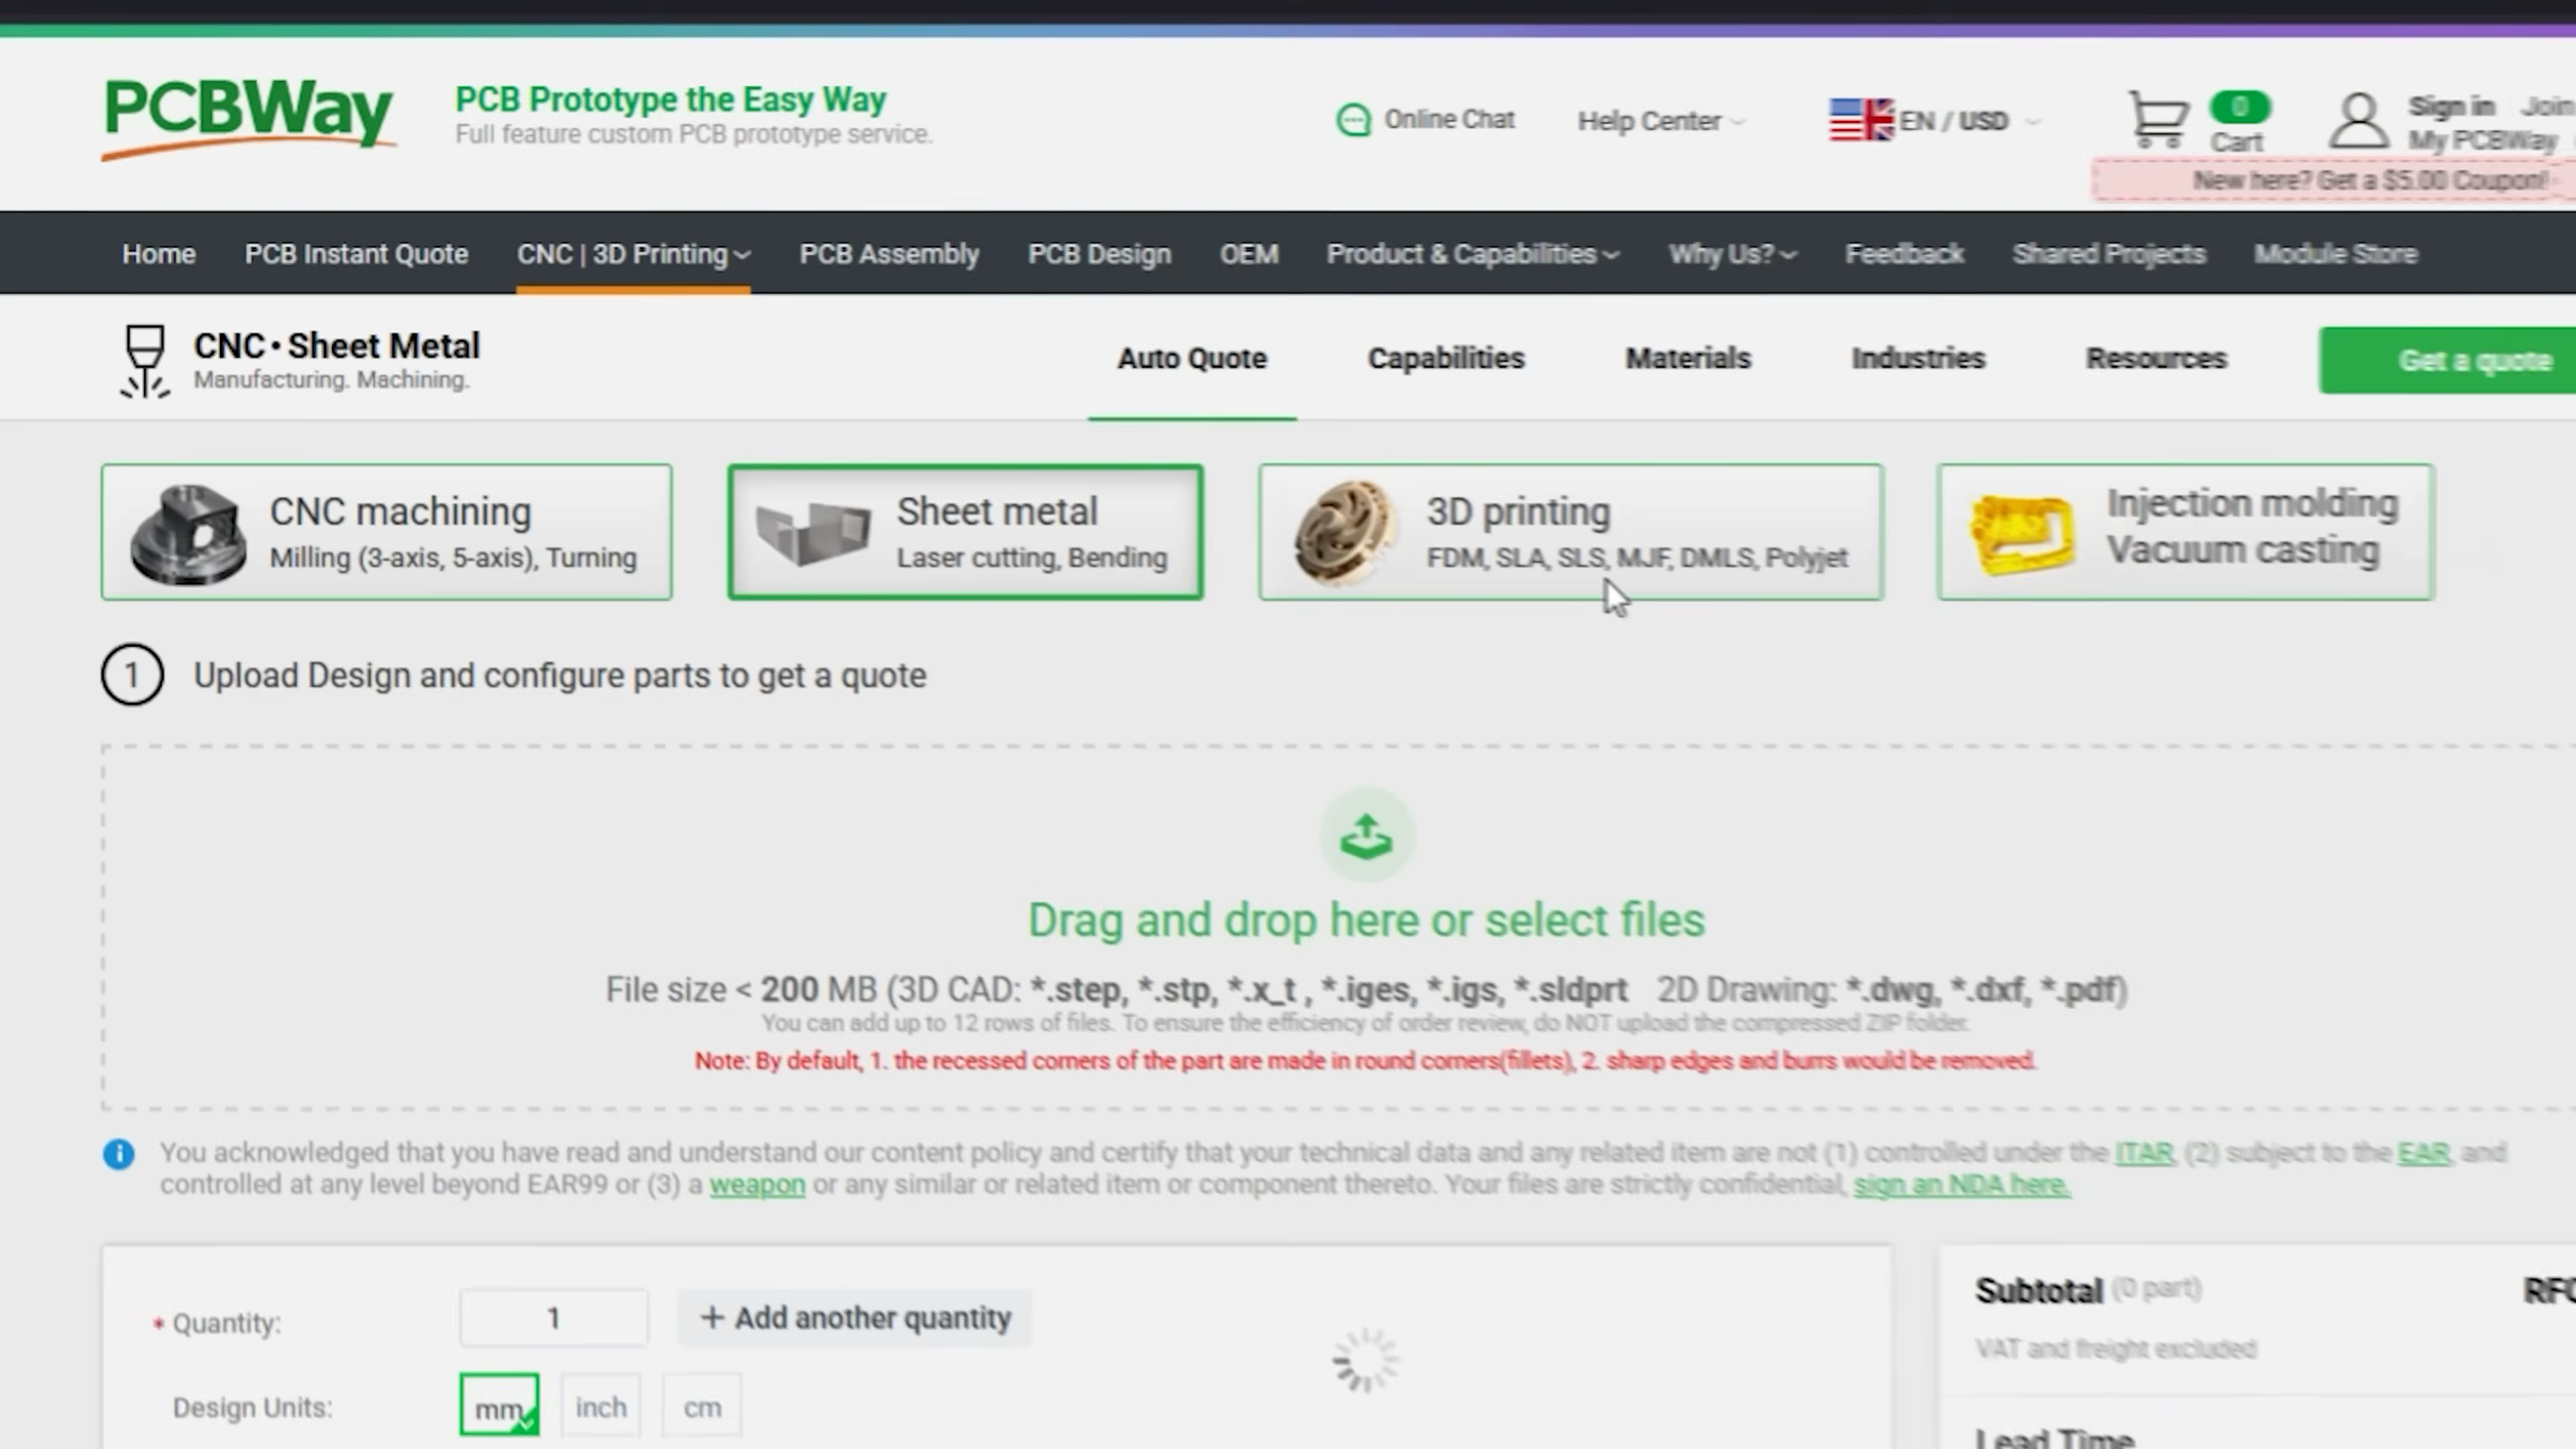 PCBWay
PCB Prototype the Easy Way
Full feature custom PCB prototype service.
Online Chat
Help Center
EN / USD
0
Cart
Sign in
My PCBWay
New here? Get a $5.00 Coupon!
Home
PCB Instant Quote
CNC | 3D Printing
PCB Assembly
PCB Design
OEM
Product & Capabilities
Why Us?
Feedback
Shared Projects
Module Store
CNC • Sheet Metal
Manufacturing. Machining.
Auto Quote
Capabilities
Materials
Industries
Resources
Get a quote
CNC machining
Milling (3-axis, 5-axis), Turning
Sheet metal
Laser cutting, Bending
3D printing
FDM, SLA, SLS, MJF, DMLS, Polyjet
Injection molding
Vacuum casting
1 Upload Design and configure parts to get a quote
Drag and drop here or select files
File size < 200 MB (3D CAD: *.step, *.stp, *.x_t , *.iges, *.igs, *.sldprt 2D Drawing: *.dwg, *.dxf, *.pdf)
You can add up to 12 rows of files. To ensure the efficiency of order review, do NOT upload the compressed ZIP folder.
Note: By default, 1. the recessed corners of the part are made in round corners(fillets), 2. sharp edges and burrs would be removed.
You acknowledged that you have read and understand our content policy and certify that your technical data and any related item are not (1) controlled under the ITAR, (2) subject to the EAR, and
controlled at any level beyond EAR99 or (3) a weapon or any similar or related item or component thereto. Your files are strictly confidential, sign an NDA here.
* Quantity:
1
+ Add another quantity
Design Units:
mm
inch
cm
Subtotal (0 part)
VAT and freight excluded
Lead Time